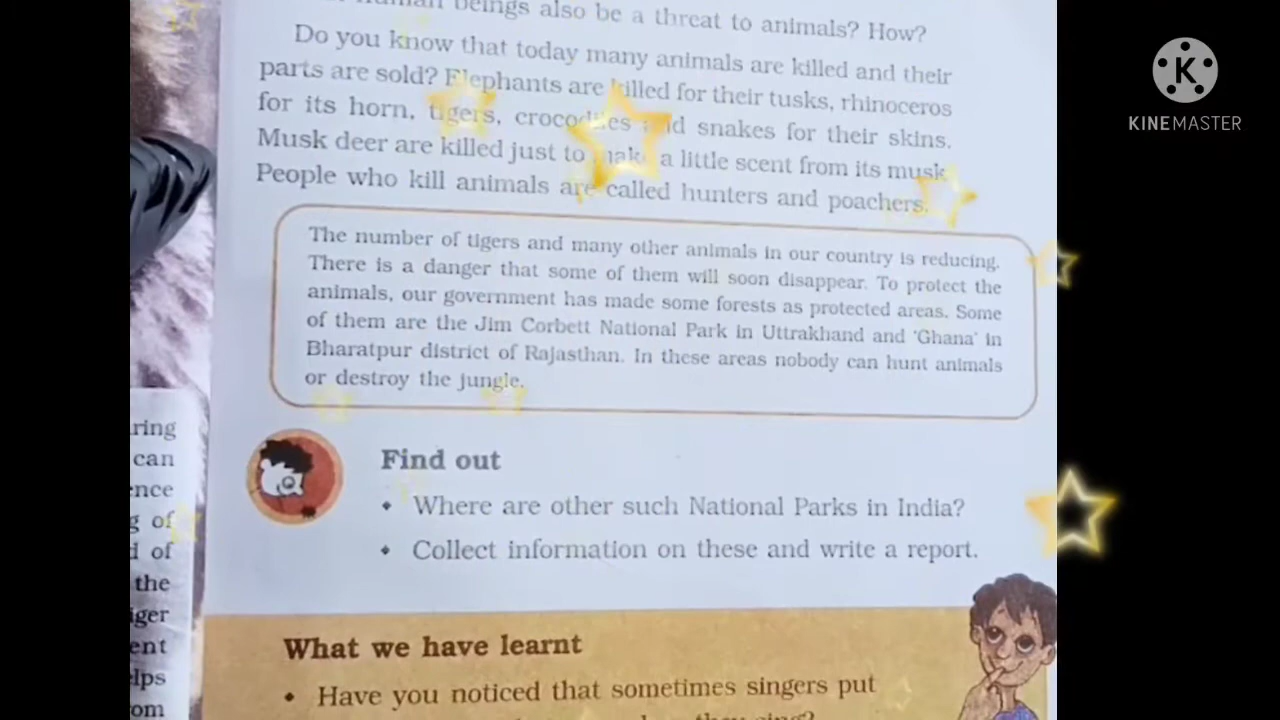 beings also be a threat to animals? How?
Do you know that today many animals are killed and their
parts are sold? Elephants are killed for their tusks, rhinoceros
for its horn, tigers, crocodiles and snakes for their skins.
Musk deer are killed just to make a little scent from its musk.
People who kill animals are called hunters and poachers.
The number of tigers and many other animals in our country is reducing.
There is a danger that some of them will soon disappear. To protect the
animals, our government has made some forests as protected areas. Some
of them are the Jim Corbett National Park in Uttrakhand and 'Ghana' in
Bharatpur district of Rajasthan. In these areas nobody can hunt animals
or destroy the jungle.
Find out
• Where are other such National Parks in India?
• Collect information on these and write a report.
What we have learnt
• Have you noticed that sometimes singers put
they sing?
ring
can
ence
g of
d of
the
iger
ent
elps
om
K
KINEMASTER